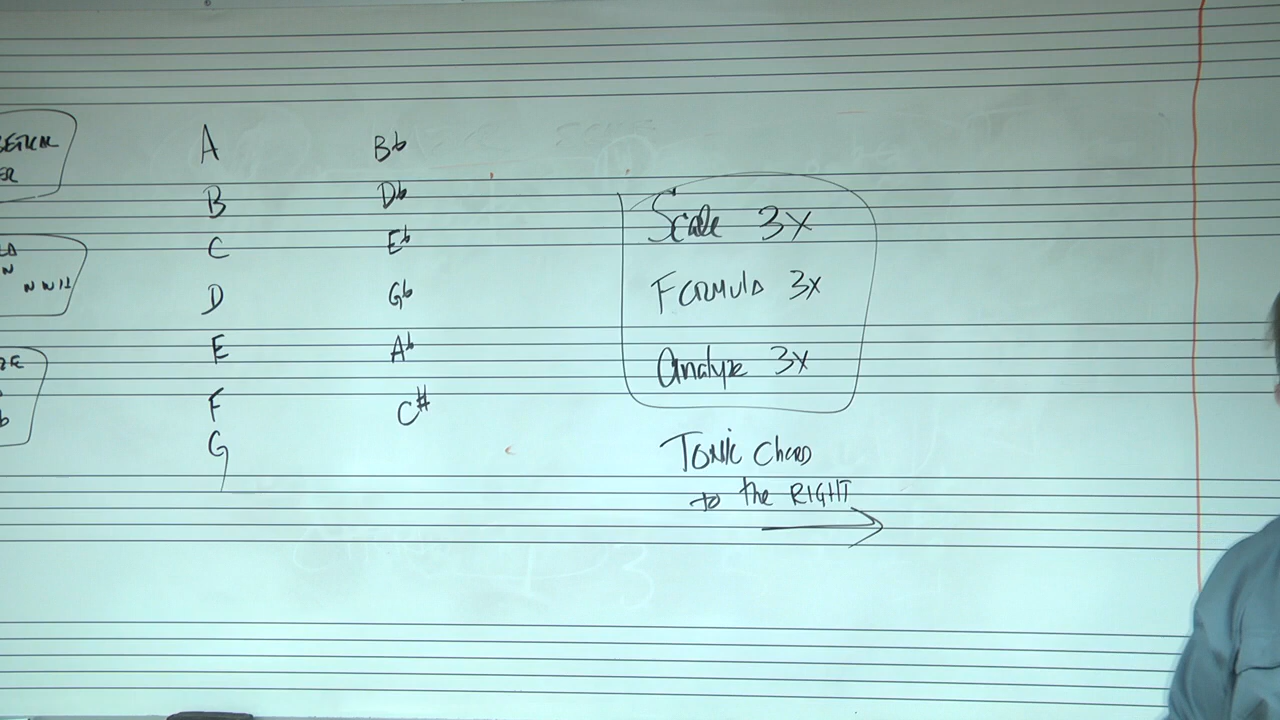 A
B
C
D
E
F
G
Bb
Db
Eb
Gb
Ab
C#
Scale 3x
FORMULA 3x
Analyze 3x
TONIC CHORD
to the RIGHT